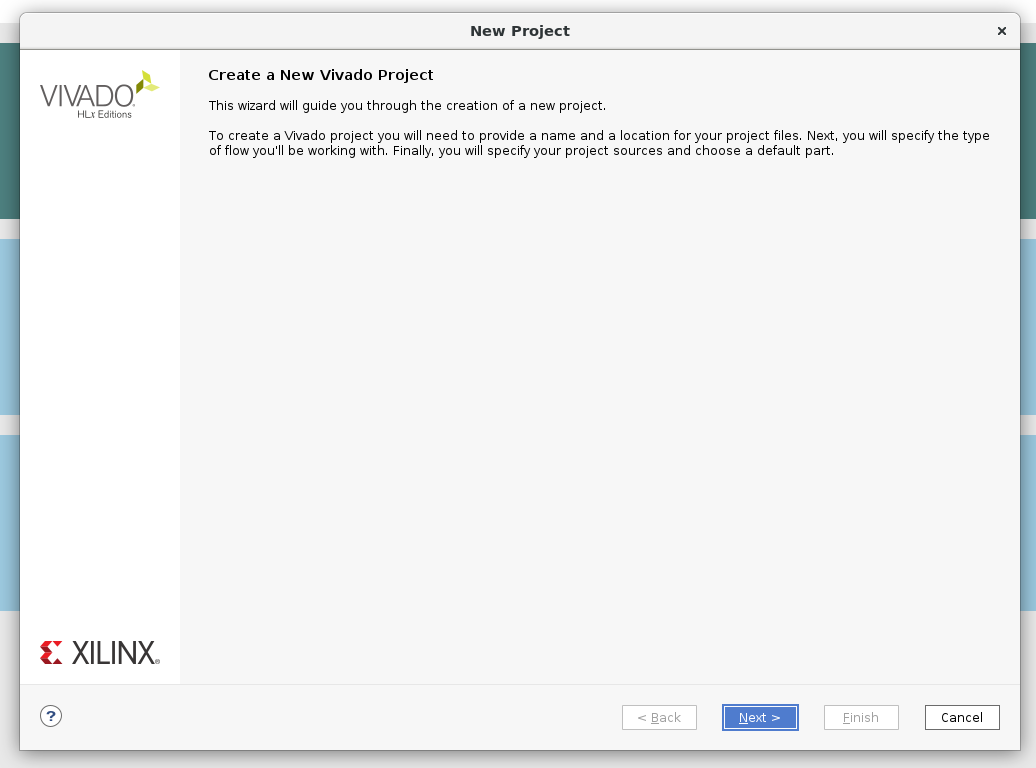 New Project
×
VIVADO.
HLx Editions
Create a New Vivado Project
This wizard will guide you through the creation of a new project.
To create a Vivado project you will need to provide a name and a location for your project files. Next, you will specify the type
of flow you'll be working with. Finally, you will specify your project sources and choose a default part.
XILINX®
?
< Back
Next >
Finish
Cancel